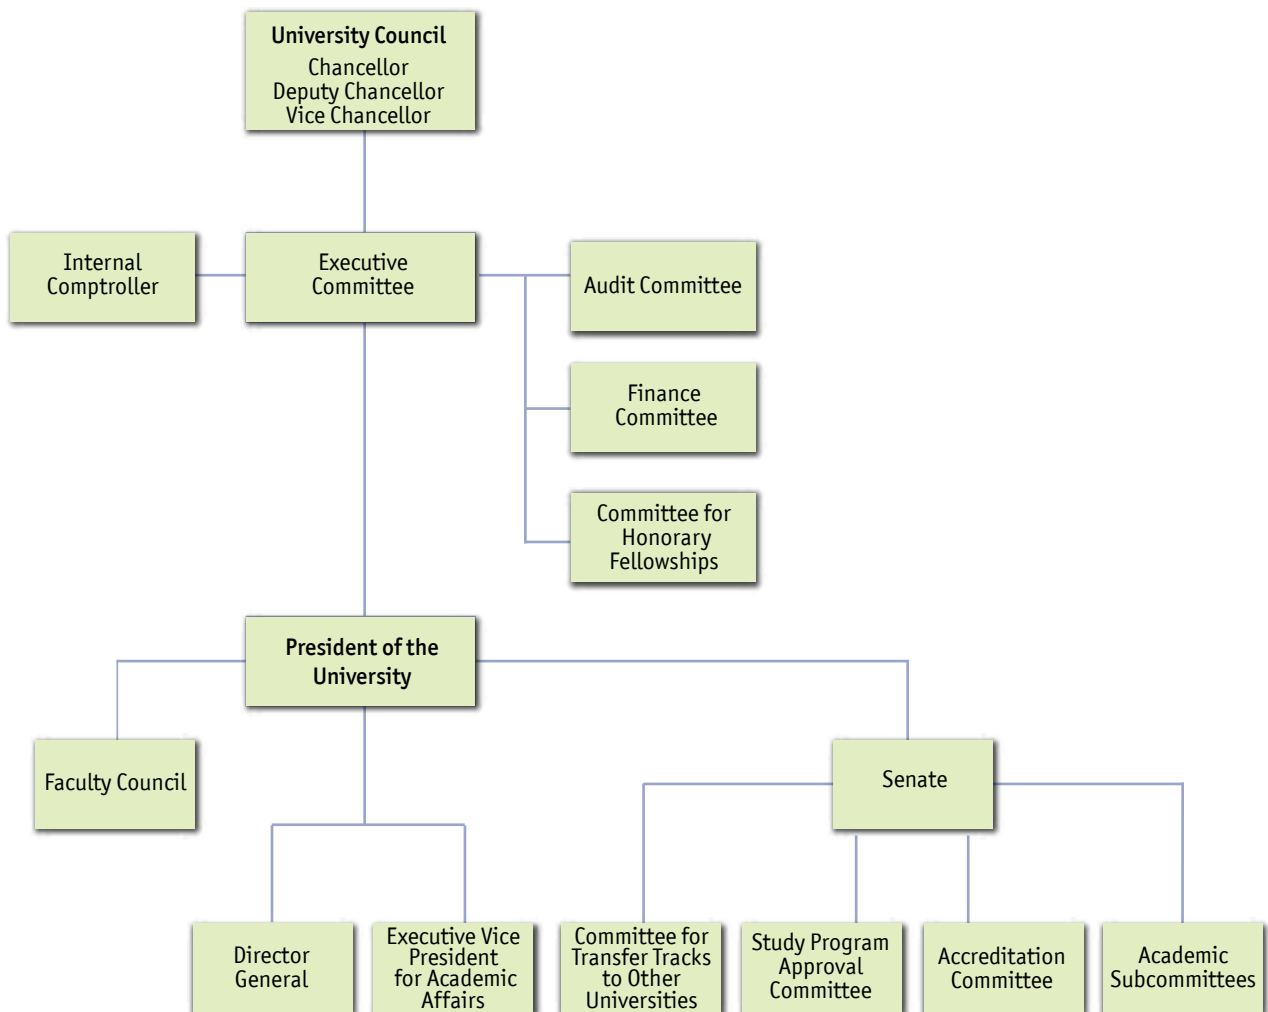 University Council
Chancellor
Deputy Chancellor
Vice Chancellor
Internal
Comptroller
Executive
Committee
Audit Committee
Finance
Committee
Committee for
Honorary
Fellowships
President of the
University
Faculty Council
Senate
Director
General
Executive Vice
President
for Academic
Affairs
Committee for
Transfer Tracks
to Other
Universities
Study Program
Approval
Committee
Accreditation
Committee
Academic
Subcommittees